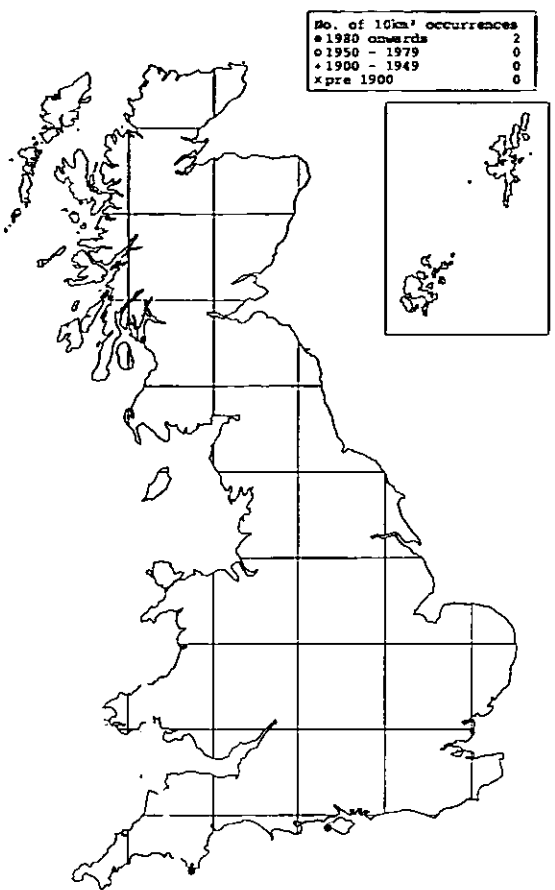 No. of 10km² occurrences
● 1980 onwards 2
○ 1950 - 1979 0
+ 1900 - 1949 0
× pre 1900 0